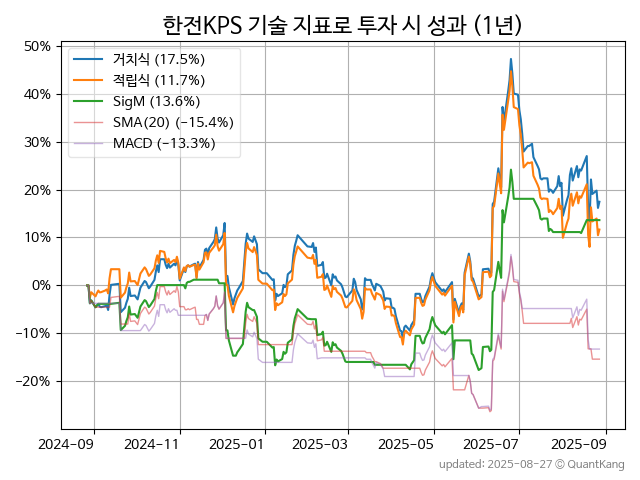 한전KPS 기술 지표로 투자 시 성과 (1년)
50%
40%
30%
20%
10%
0%
−10%
−20%
거치식 (17.5%)
적립식 (11.7%)
SigM (13.6%)
SMA(20) (−15.4%)
MACD (−13.3%)
2024-09 2024-11 2025-01 2025-03 2025-05 2025-07 2025-09
updated: 2025-08-27 © QuantKang